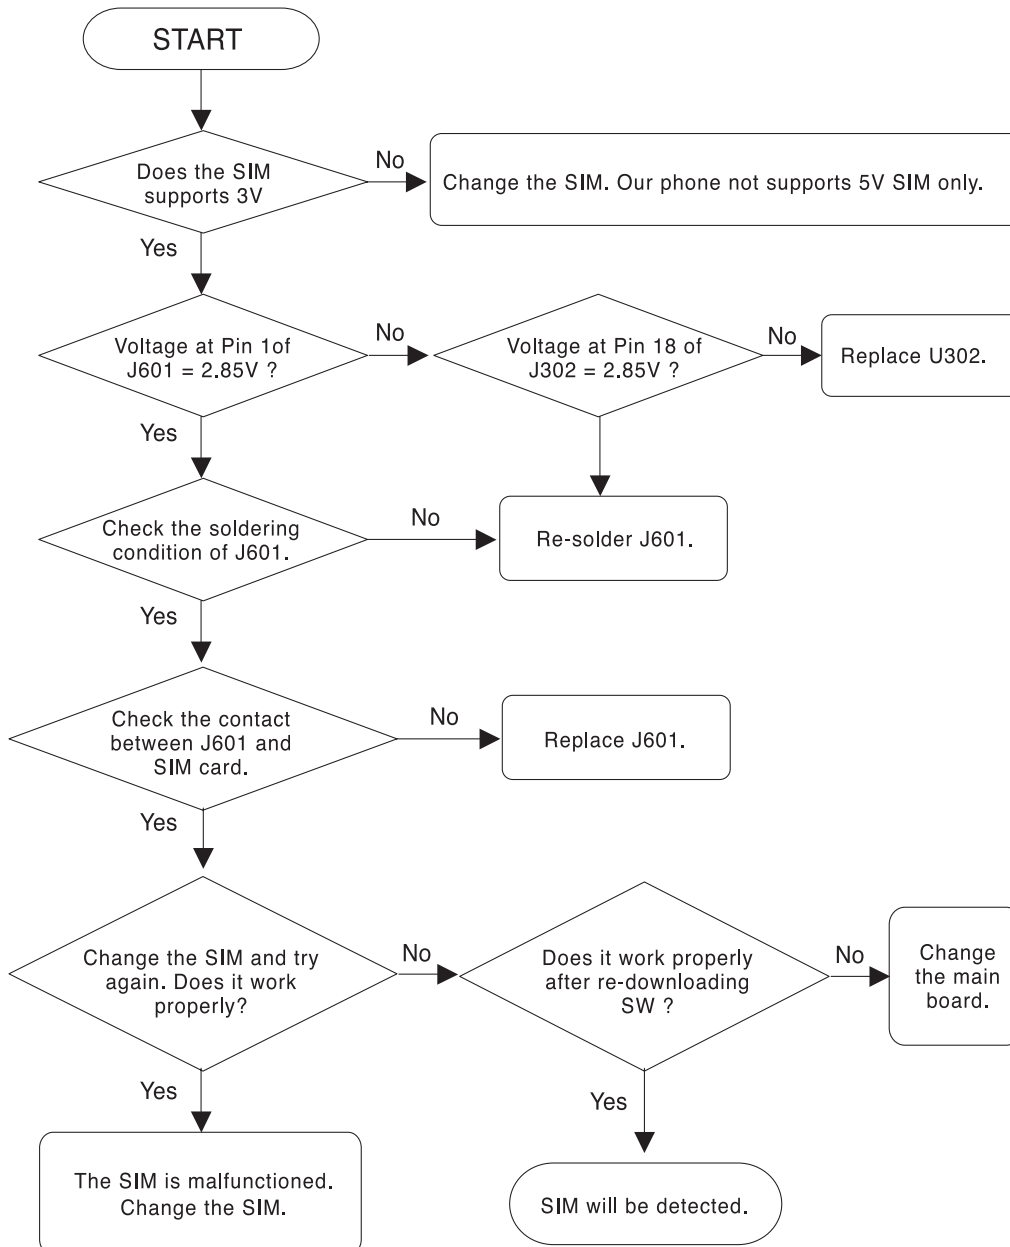 START
Does the SIM
supports 3V
No
Change the SIM. Our phone not supports 5V SIM only.
Yes
Voltage at Pin 1of
J601 = 2.85V ?
No
Voltage at Pin 18 of
J302 = 2.85V ?
No
Replace U302.
Yes
Check the soldering
condition of J601.
No
Re-solder J601.
Yes
Check the contact
between J601 and
SIM card.
No
Replace J601.
Yes
Change the SIM and try
again. Does it work
properly?
No
Does it work properly
after re-downloading
SW ?
No
Change
the main
board.
Yes
The SIM is malfunctioned.
Change the SIM.
Yes
SIM will be detected.